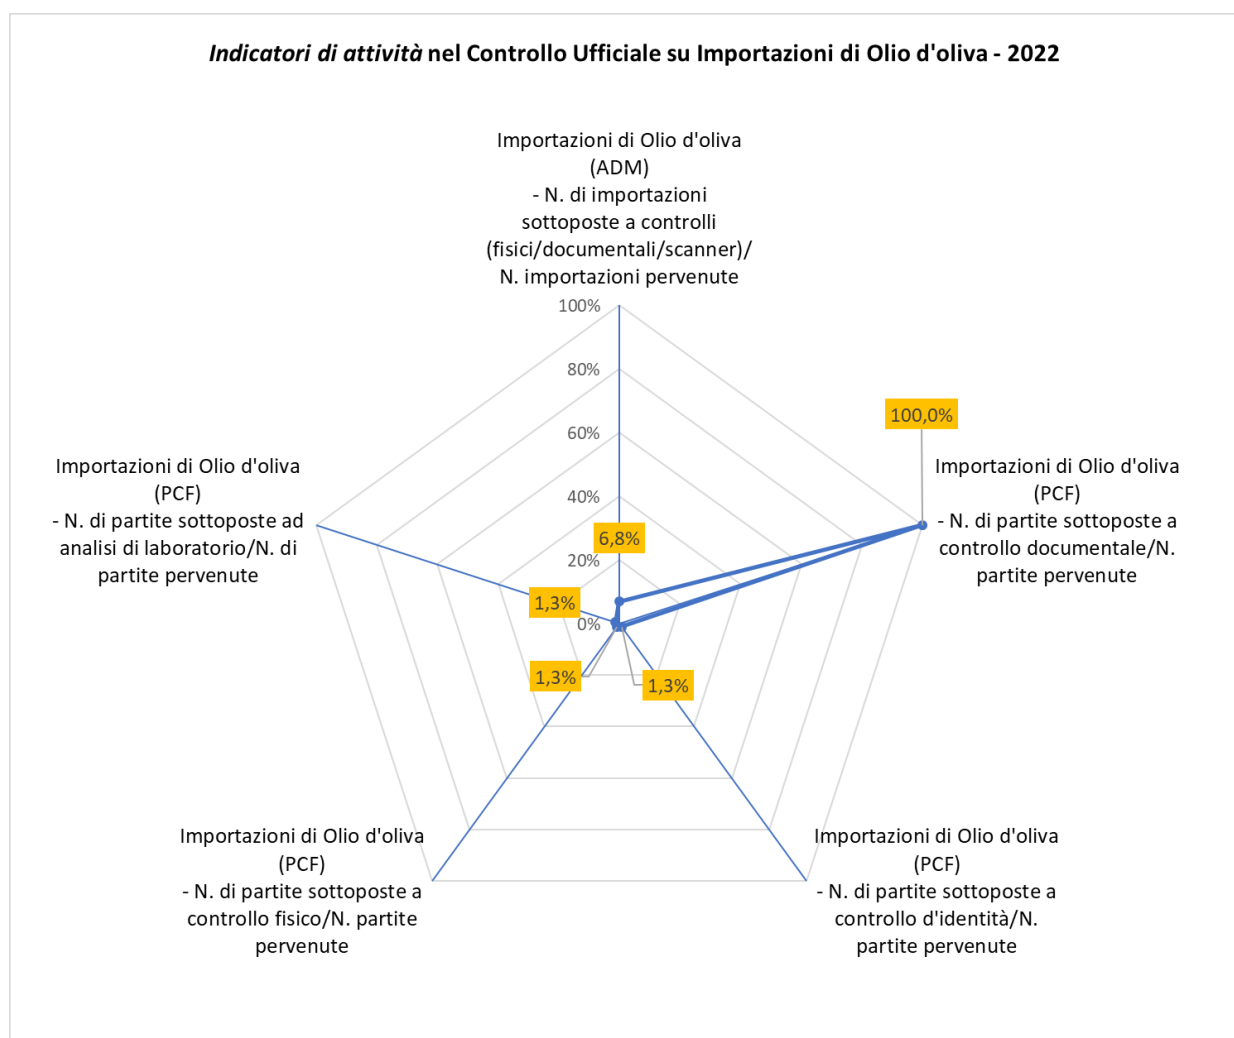 Indicatori di attività nel Controllo Ufficiale su Importazioni di Olio d'oliva - 2022
Importazioni di Olio d'oliva
(ADM)
- N. di importazioni
sottoposte a controlli
(fisici/documentali/scanner)/
N. importazioni pervenute
100%
80%
60%
40%
20%
0%
6,8%
100,0%
Importazioni di Olio d'oliva
(PCF)
- N. di partite sottoposte a
controllo documentale/N.
partite pervenute
Importazioni di Olio d'oliva
(PCF)
- N. di partite sottoposte ad
analisi di laboratorio/N. di
partite pervenute
1,3%
1,3%
1,3%
Importazioni di Olio d'oliva
(PCF)
- N. di partite sottoposte a
controllo fisico/N. partite
pervenute
Importazioni di Olio d'oliva
(PCF)
- N. di partite sottoposte a
controllo d'identità/N.
partite pervenute